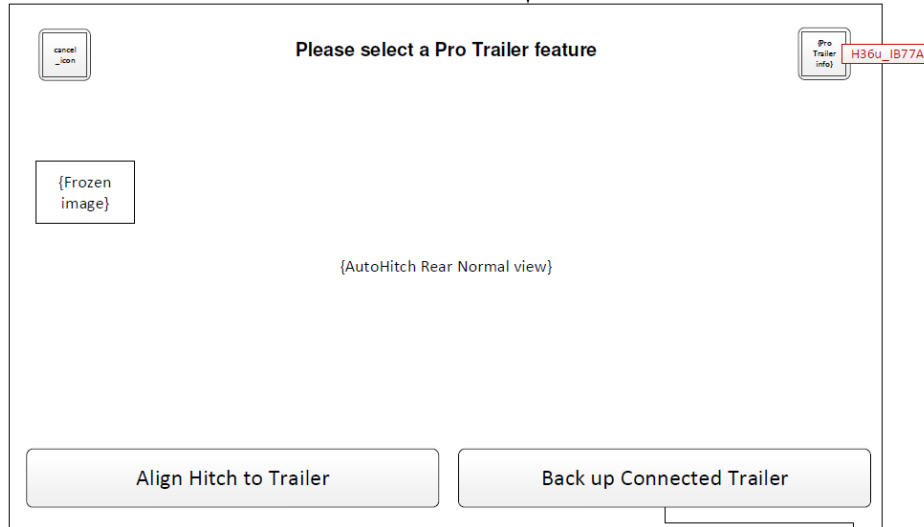 cancel
_icon
Please select a Pro Trailer feature
{Pro
Trailer
info}
H36u_IB77A
{Frozen
image}
{AutoHitch Rear Normal view}
Align Hitch to Trailer
Back up Connected Trailer